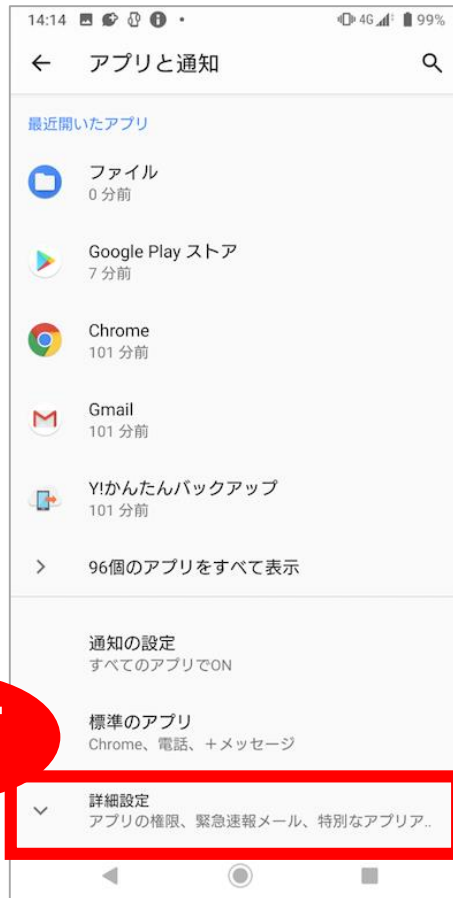 14:14 4G 99%
アプリと通知
最近開いたアプリ
ファイル
0 分前
Google Play ストア
7 分前
Chrome
101 分前
Gmail
101 分前
Y!かんたんバックアップ
101 分前
96個のアプリをすべて表示
通知の設定
すべてのアプリでON
標準のアプリ
Chrome、電話、+メッセージ
詳細設定
アプリの権限、緊急速報メール、特別なアプリア..